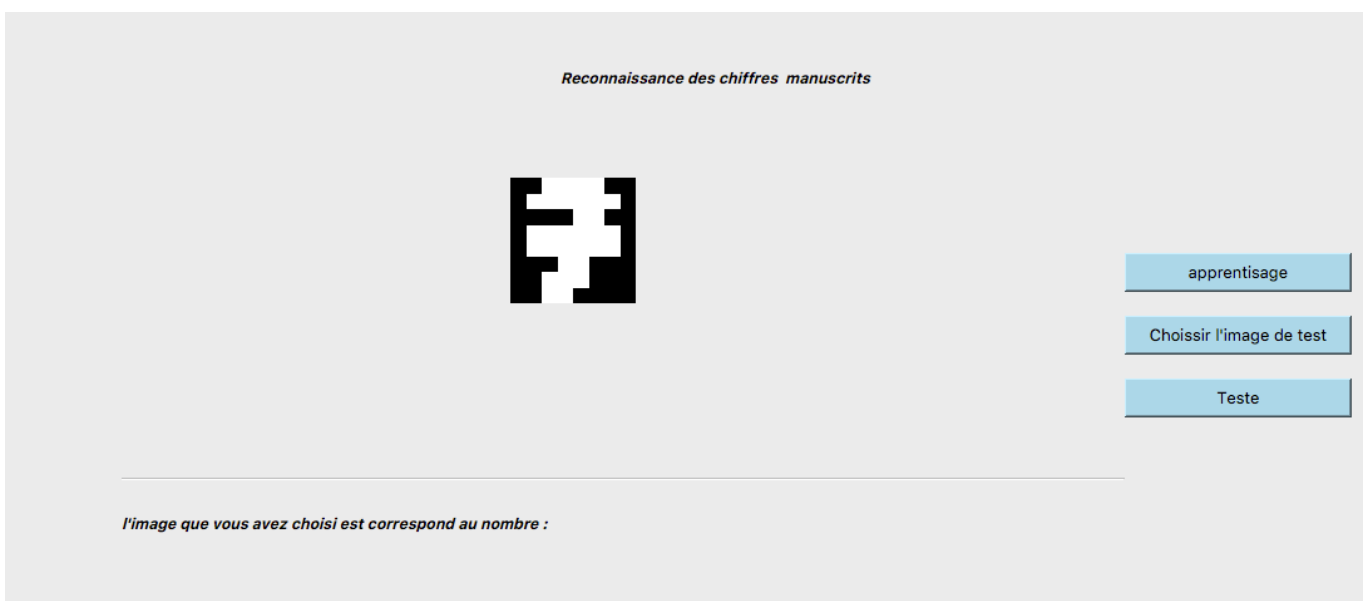 Reconnaissance des chiffres manuscrits
apprentisage
Choissir l'image de test
Teste
l'image que vous avez choisi est correspond au nombre :